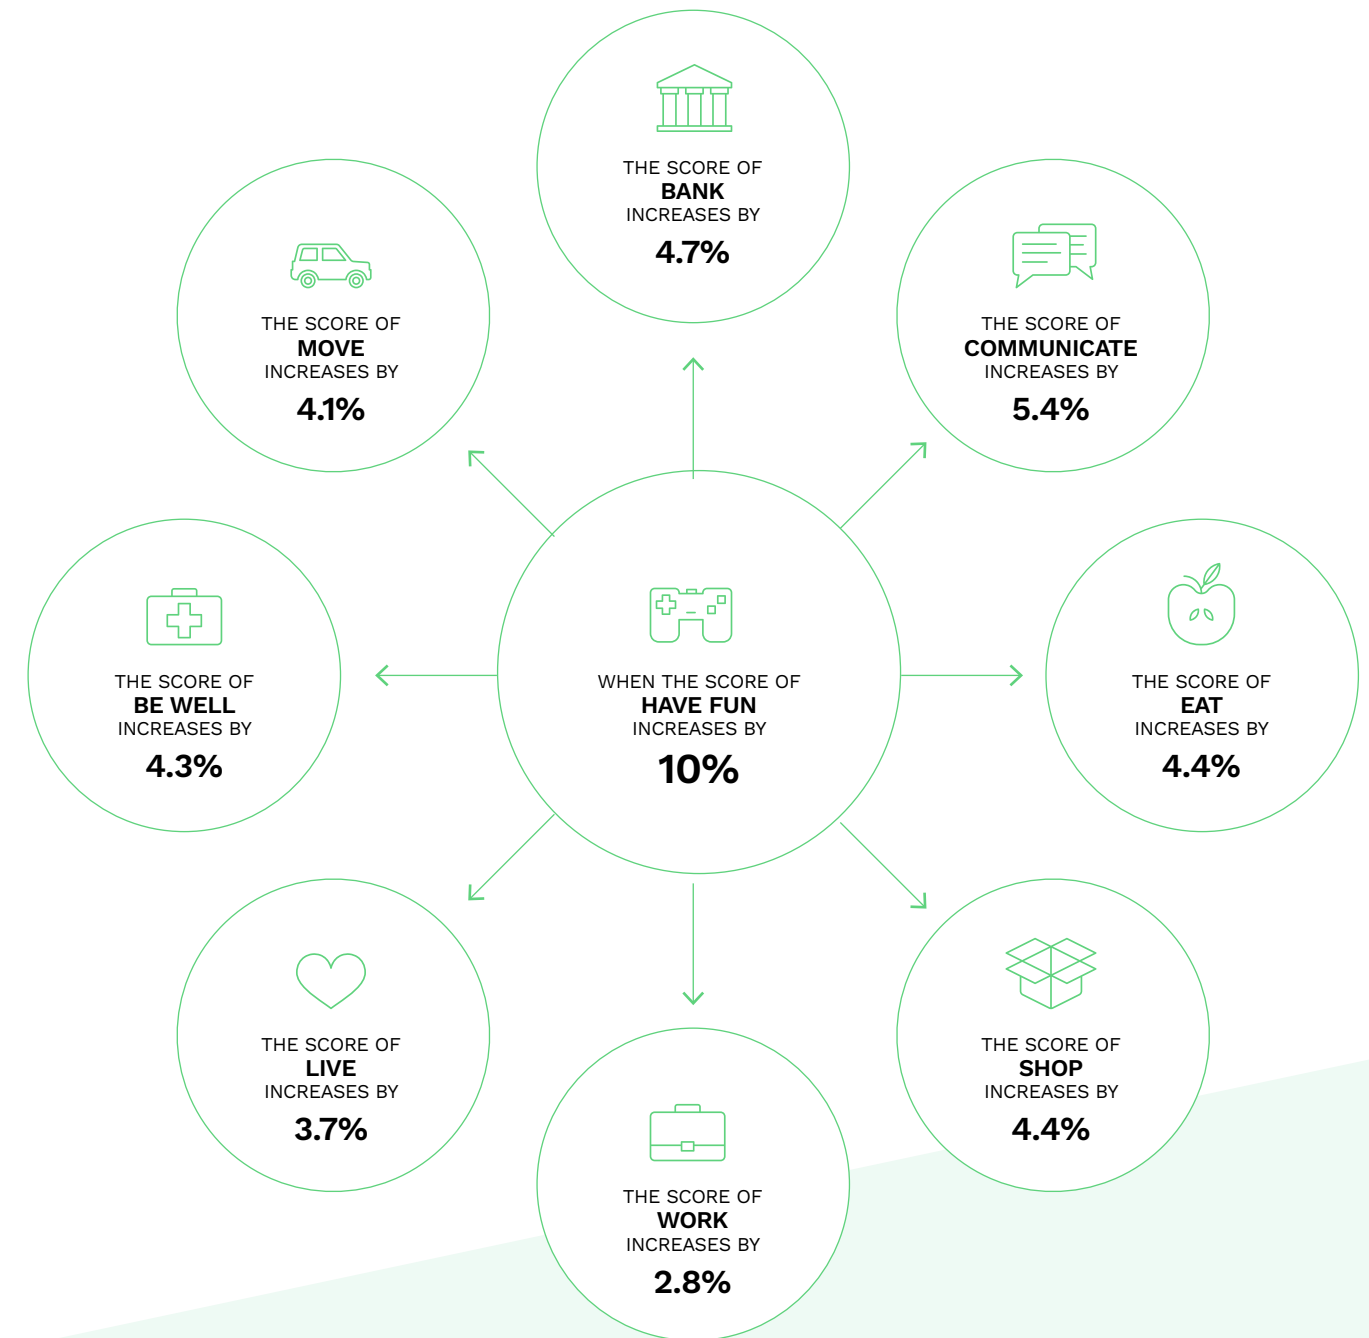 THE SCORE OF
BANK
INCREASES BY
4.7%
THE SCORE OF
MOVE
INCREASES BY
4.1%
THE SCORE OF
COMMUNICATE
INCREASES BY
5.4%
THE SCORE OF
BE WELL
INCREASES BY
4.3%
WHEN THE SCORE OF
HAVE FUN
INCREASES BY
10%
THE SCORE OF
EAT
INCREASES BY
4.4%
THE SCORE OF
LIVE
INCREASES BY
3.7%
THE SCORE OF
SHOP
INCREASES BY
4.4%
THE SCORE OF
WORK
INCREASES BY
2.8%